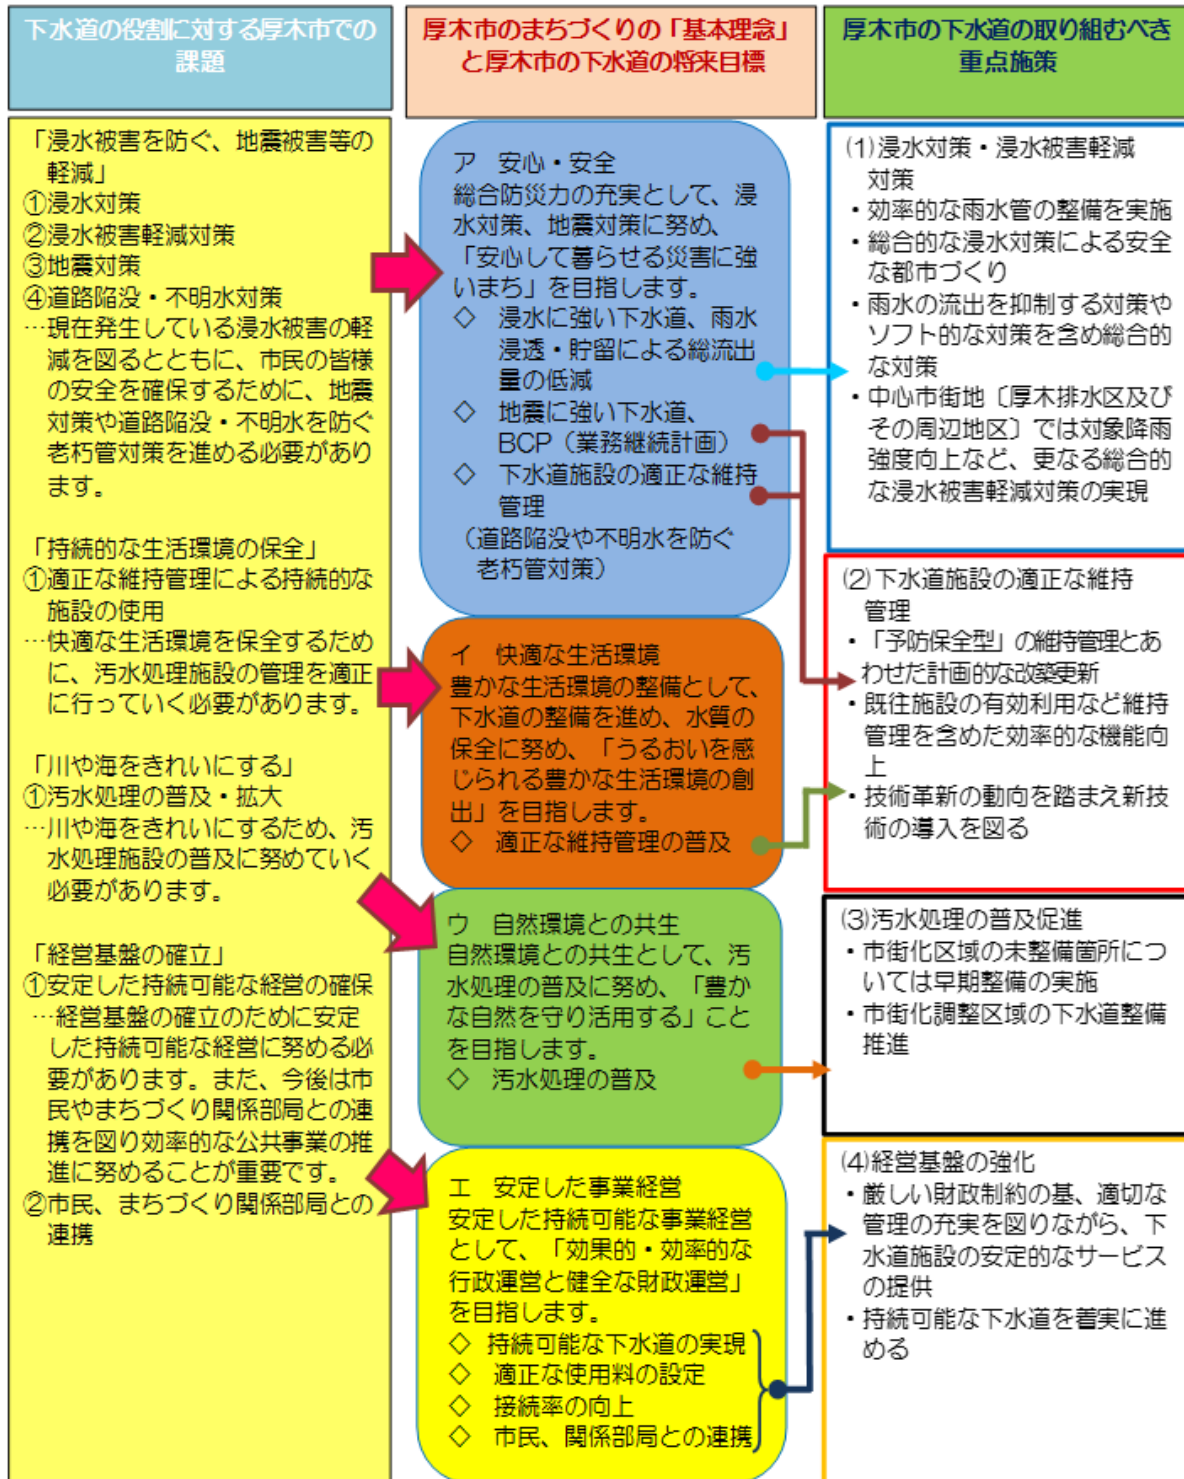 下水道の役割に対する厚木市での
課題
「浸水被害を防ぐ、地震被害等の
軽減」
①浸水対策
②浸水被害軽減対策
③地震対策
④道路陥没・不明水対策
…現在発生している浸水被害の軽
減を図るとともに、市民の皆様
の安全を確保するために、地震
対策や道路陥没・不明水を防ぐ
老朽管対策を進める必要があり
ます。
「持続的な生活環境の保全」
①適正な維持管理による持続的な
施設の使用
…快適な生活環境を保全するため
に、汚水処理施設の管理を適正
に行っていく必要があります。
「川や海をきれいにする」
①汚水処理の普及・拡大
…川や海をきれいにするため、汚
水処理施設の普及に努めていく
必要があります。
「経営基盤の確立」
①安定した持続可能な経営の確保
…経営基盤の確立のために安定
した持続可能な経営に努める必
要があります。また、今後は市
民やまちづくり関係部局との連
携を図り効率的な公共事業の推
進に努めることが重要です。
②市民、まちづくり関係部局との
連携
厚木市のまちづくりの「基本理念」
と厚木市の下水道の将来目標
ア 安心・安全
総合防災力の充実として、浸
水対策、地震対策に努め、
「安心して暮らせる災害に強
いまち」を目指します。
◇ 浸水に強い下水道、雨水
浸透・貯留による総流出
量の低減
◇ 地震に強い下水道、
BCP（業務継続計画）
◇ 下水道施設の適正な維持
管理
（道路陥没や不明水を防ぐ
老朽管対策）
イ 快適な生活環境
豊かな生活環境の整備として、
下水道の整備を進め、水質の
保全に努め、「うるおいを感
じられる豊かな生活環境の創
出」を目指します。
◇ 適正な維持管理の普及
ウ 自然環境との共生
自然環境との共生として、汚
水処理の普及に努め、「豊か
な自然を守り活用する」こと
を目指します。
◇ 汚水処理の普及
エ 安定した事業経営
安定した持続可能な事業経営
として、「効果的・効率的な
行政運営と健全な財政運営」
を目指します。
◇ 持続可能な下水道の実現
◇ 適正な使用料の設定
◇ 接続率の向上
◇ 市民、関係部局との連携
厚木市の下水道の取り組むべき
重点施策
(1)浸水対策・浸水被害軽減
対策
・効率的な雨水管の整備を実施
・総合的な浸水対策による安全
な都市づくり
・雨水の流出を抑制する対策や
ソフト的な対策を含め総合的
な対策
・中心市街地〔厚木排水区及び
その周辺地区〕では対象降雨
強度向上など、更なる総合的
な浸水被害軽減対策の実現
(2)下水道施設の適正な維持
管理
・「予防保全型」の維持管理とあ
わせた計画的な改築更新
・既往施設の有効利用など維持
管理を含めた効率的な機能向
上
・技術革新の動向を踏まえ新技
術の導入を図る
(3)汚水処理の普及促進
・市街化区域の未整備箇所につ
いては早期整備の実施
・市街化調整区域の下水道整備
推進
(4)経営基盤の強化
・厳しい財政制約の基、適切な
管理の充実を図りながら、下
水道施設の安定的なサービス
の提供
・持続可能な下水道を着実に進
める